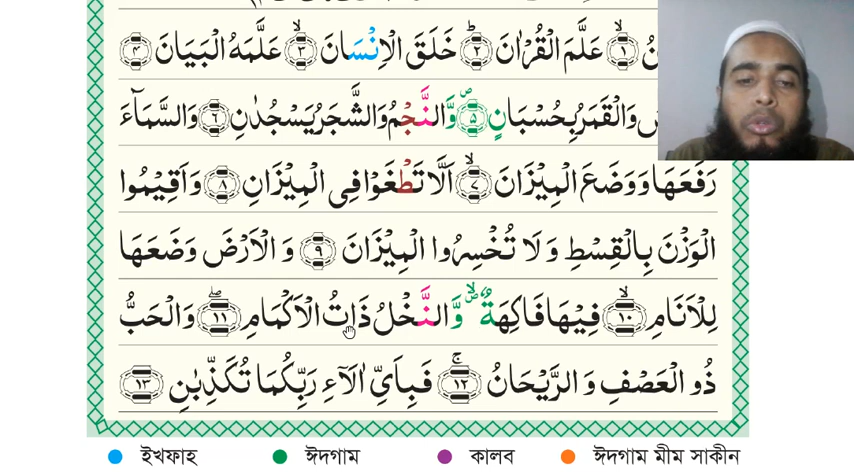 عَلَّمَ الْقُرْاٰنَ ۝٢ خَلَقَ الْاِنْسَانَ ۝٣ عَلَّمَهُ الْبَيَانَ ۝٤
وَالْقَمَرُ بِحُسْبَانٍ ۝٥ وَّالنَّجْمُ وَالشَّجَرُ يَسْجُدٰنِ ۝٦ وَالسَّمَآءَ
رَفَعَهَا وَوَضَعَ الْمِيْزَانَ ۝٧ اَلَّا تَطْغَوْا فِى الْمِيْزَانِ ۝٨ وَاَقِيْمُوا
الْوَزْنَ بِالْقِسْطِ وَلَا تُخْسِرُوا الْمِيْزَانَ ۝٩ وَالْاَرْضَ وَضَعَهَا
لِلْاَنَامِ ۝١٠ فِيْهَا فَاكِهَةٌ وَّالنَّخْلُ ذَاتُ الْاَكْمَامِ ۝١١ وَالْحَبُّ
ذُو الْعَصْفِ وَالرَّيْحَانُ ۝١٢ فَبِاَيِّ اٰلَآءِ رَبِّكُمَا تُكَذِّبٰنِ ۝١٣
ইখফাহ ঈদগাম কালব ঈদগাম মীম সাকীন